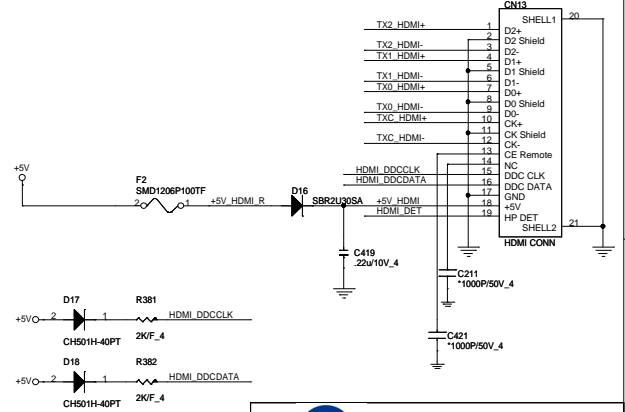 CN13
SHELL1 20
TX2_HDMI+ 1 D2+
2 D2 Shield
TX2_HDMI- 3 D2-
TX1_HDMI+ 4 D1+
5 D1 Shield
TX1_HDMI- 6 D1-
TX0_HDMI+ 7 D0+
8 D0 Shield
TX0_HDMI- 9 D0-
TXC_HDMI+ 10 CK+
11 CK Shield
TXC_HDMI- 12 CK-
13 CE Remote
14 NC
HDMI_DDCCLK 15 DDC CLK
HDMI_DDCDATA 16 DDC DATA
17 GND
+5V_HDMI 18 +5V
HDMI_DET 19 HP DET
SHELL2 21
HDMI CONN
+5V
F2
SMD1206P100TF
2 1
+5V_HDMI_R
D16
SBR2U30SA
C419
.22u/10V_4
C211
*1000P/50V_4
C421
*1000P/50V_4
D17 R381
+5V 2 1 HDMI_DDCCLK
CH501H-40PT 2K/F_4
D18 R382
+5V 2 1 HDMI_DDCDATA
CH501H-40PT 2K/F_4